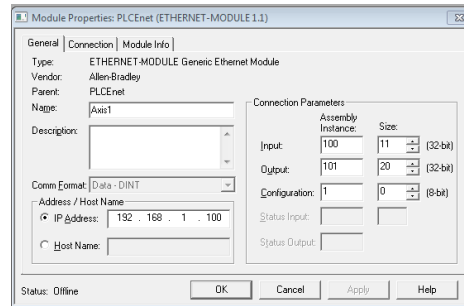 Module Properties: PLCEnet (ETHERNET-MODULE 1.1)
General Connection Module Info
Type: ETHERNET-MODULE Generic Ethernet Module
Vendor: Allen-Bradley
Parent: PLCEnet
Name: Axis1
Description:
Comm Format: Data - DINT
Address / Host Name
IP Address: 192 . 168 . 1 . 100
Host Name:
Connection Parameters
Assembly
Instance: Size:
Input: 100 11 (32-bit)
Output: 101 20 (32-bit)
Configuration: 1 0 (8-bit)
Status Input:
Status Output:
Status: Offline OK Cancel Apply Help